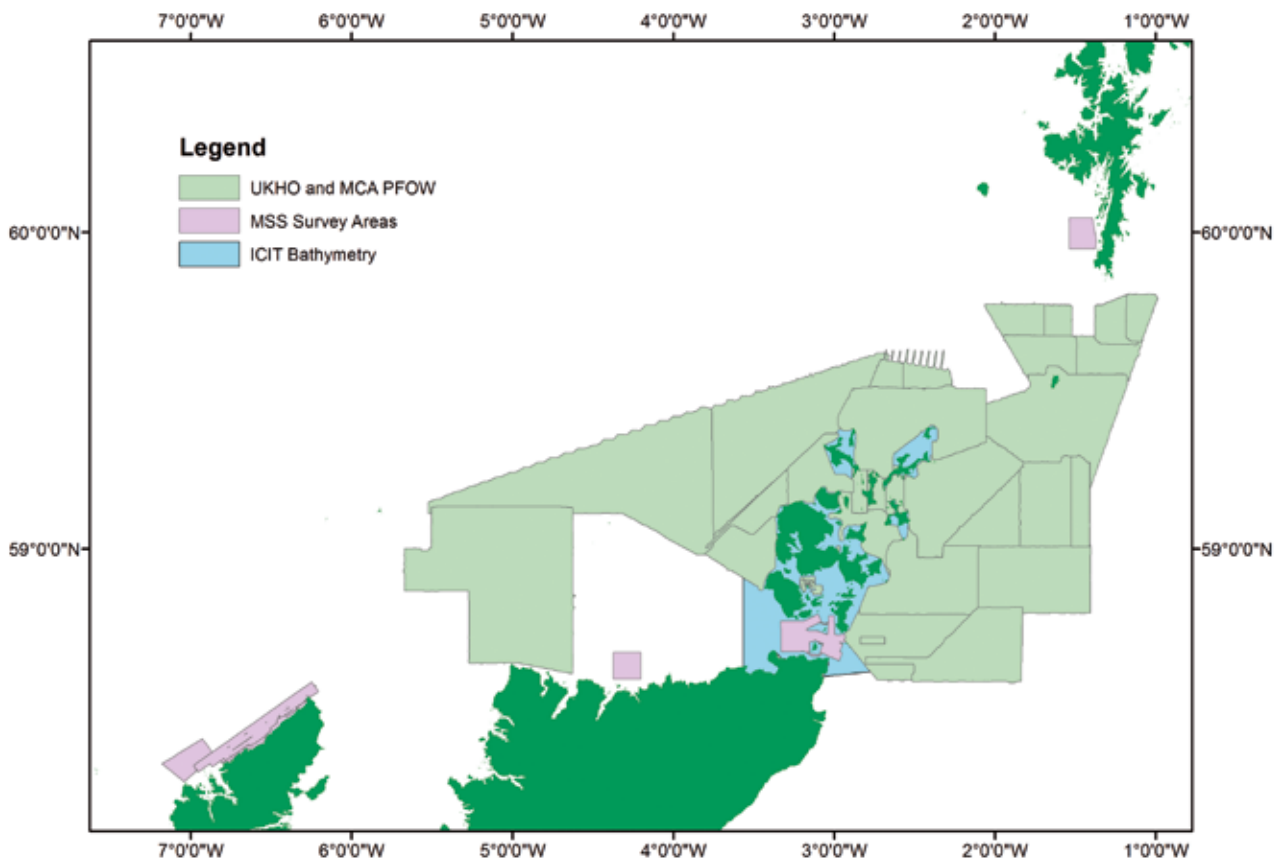 7°0'0"W 6°0'0"W 5°0'0"W 4°0'0"W 3°0'0"W 2°0'0"W 1°0'0"W
Legend
UKHO and MCA PFOW
MSS Survey Areas
60°0'0"N 60°0'0"N
ICIT Bathymetry
59°0'0"N 59°0'0"N
7°0'0"W 6°0'0"W 5°0'0"W 4°0'0"W 3°0'0"W 2°0'0"W 1°0'0"W